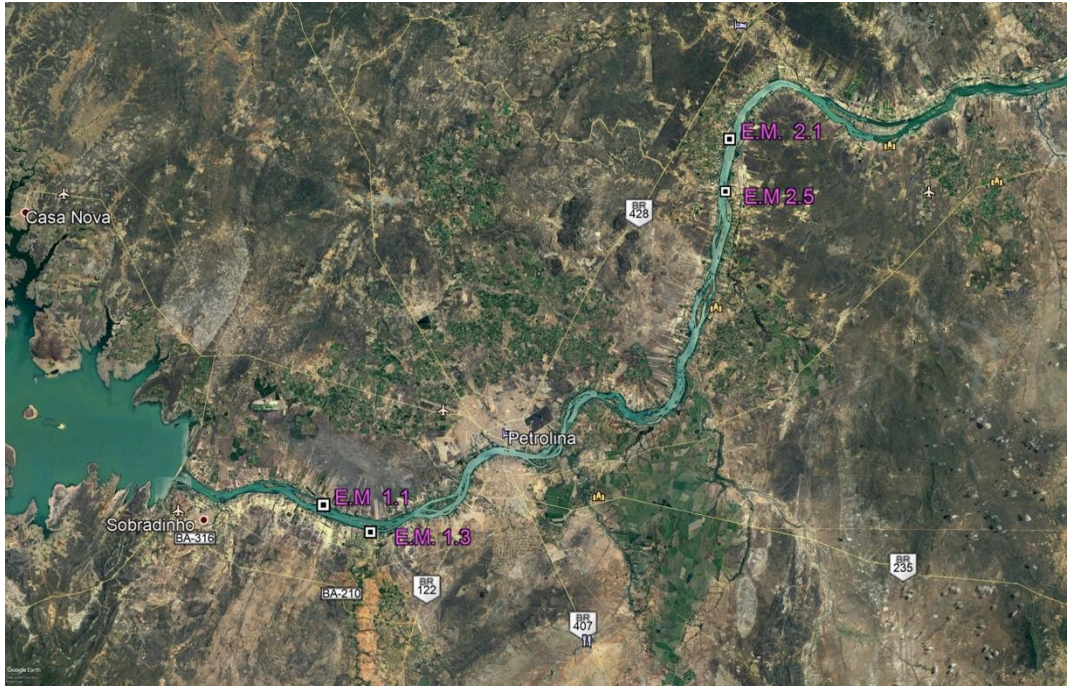 E.M. 2.1
E.M 2.5
Casa Nova
BR
428
Petrolina
E.M 1.1
Sobradinho
BA-316
E.M. 1.3
BR
235
BR
122
BA-210
BR
407
Google Earth